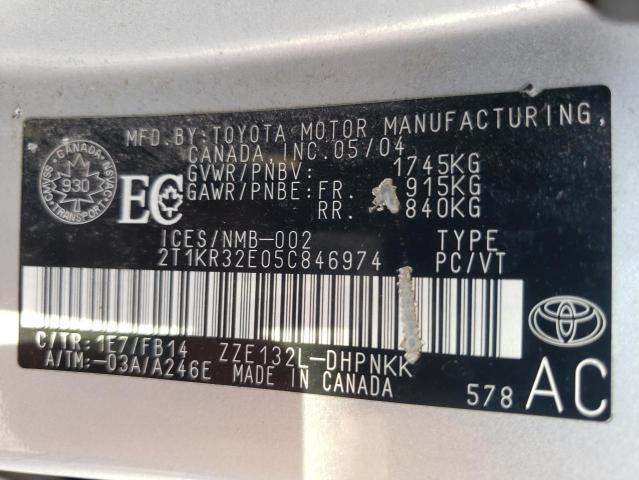 MFD.BY:TOYOTA MOTOR MANUFACTURING,
CANADA, INC.05/04
GVWR/PNBV: 1745KG
GAWR/PNBE:FR. 915KG
RR. 840KG
CANADA
930
TRANSPORT
EC
ICES/NMB-002 TYPE
2T1KR32E05C846974 PC/VT
C/TR: 1E7/FB14 ZZE132L-DHPNKK
A/TM: -03A/A246E MADE IN CANADA
578 AC